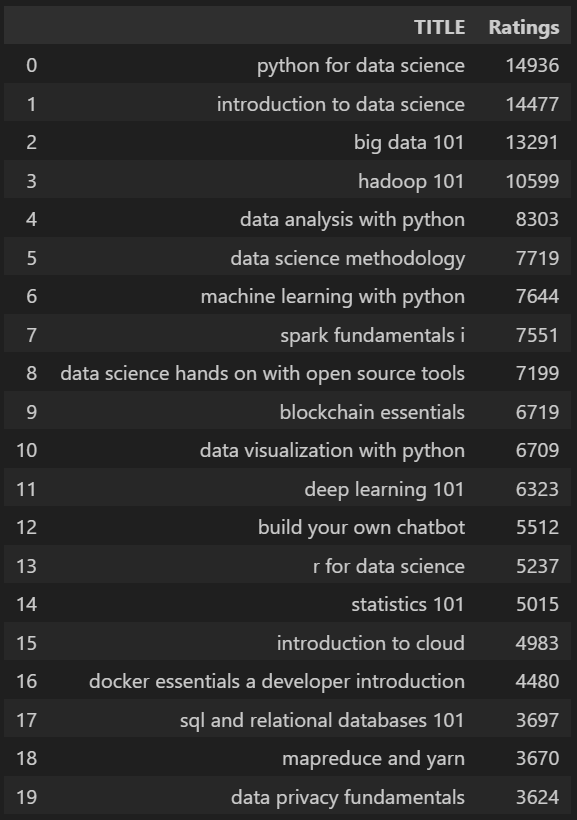 TITLE Ratings
0 python for data science 14936
1 introduction to data science 14477
2 big data 101 13291
3 hadoop 101 10599
4 data analysis with python 8303
5 data science methodology 7719
6 machine learning with python 7644
7 spark fundamentals i 7551
8 data science hands on with open source tools 7199
9 blockchain essentials 6719
10 data visualization with python 6709
11 deep learning 101 6323
12 build your own chatbot 5512
13 r for data science 5237
14 statistics 101 5015
15 introduction to cloud 4983
16 docker essentials a developer introduction 4480
17 sql and relational databases 101 3697
18 mapreduce and yarn 3670
19 data privacy fundamentals 3624